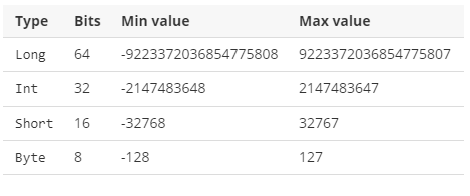 Type Bits Min value Max value
Long 64 -9223372036854775808 9223372036854775807
Int 32 -2147483648 2147483647
Short 16 -32768 32767
Byte 8 -128 127